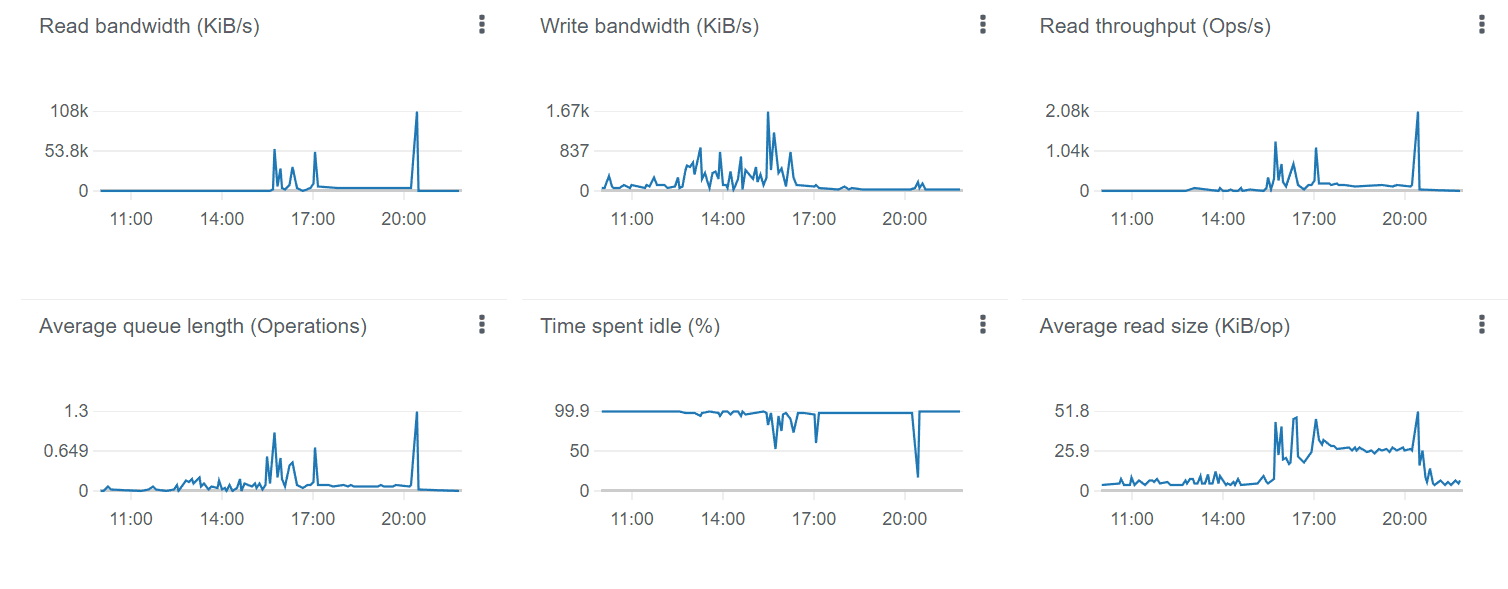 Read bandwidth (KiB/s)
108k
53.8k
0
11:00 14:00 17:00 20:00
Write bandwidth (KiB/s)
1.67k
837
0
11:00 14:00 17:00 20:00
Read throughput (Ops/s)
2.08k
1.04k
0
11:00 14:00 17:00 20:00
Average queue length (Operations)
1.3
0.649
0
11:00 14:00 17:00 20:00
Time spent idle (%)
99.9
50
0
11:00 14:00 17:00 20:00
Average read size (KiB/op)
51.8
25.9
0
11:00 14:00 17:00 20:00